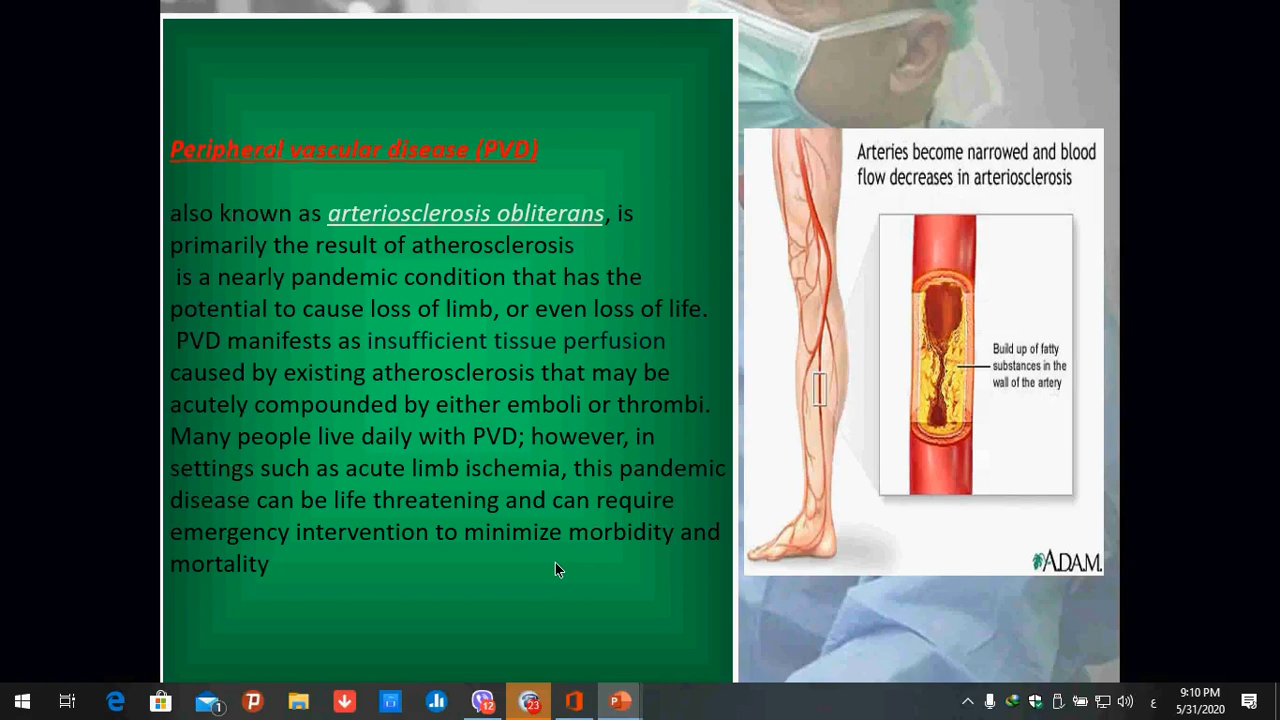 Peripheral vascular disease (PVD)
also known as arteriosclerosis obliterans, is
primarily the result of atherosclerosis
is a nearly pandemic condition that has the
potential to cause loss of limb, or even loss of life.
PVD manifests as insufficient tissue perfusion
caused by existing atherosclerosis that may be
acutely compounded by either emboli or thrombi.
Many people live daily with PVD; however, in
settings such as acute limb ischemia, this pandemic
disease can be life threatening and can require
emergency intervention to minimize morbidity and
mortality
Arteries become narrowed and blood
flow decreases in arteriosclerosis
Build up of fatty
substances in the
wall of the artery
A.D.A.M.
1
12
23
ع
9:10 PM
5/31/2020